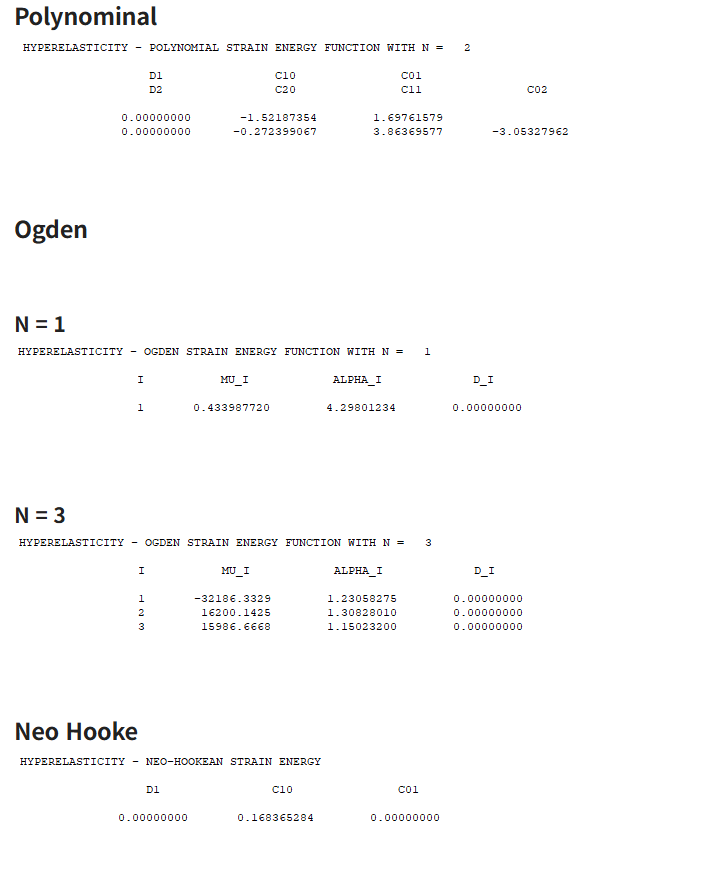 Polynominal
HYPERELASTICITY - POLYNOMIAL STRAIN ENERGY FUNCTION WITH N = 2
D1 C10 C01
D2 C20 C11 C02
0.00000000 -1.52187354 1.69761579
0.00000000 -0.272399067 3.86369577 -3.05327962
Ogden
N = 1
HYPERELASTICITY - OGDEN STRAIN ENERGY FUNCTION WITH N = 1
I MU_I ALPHA_I D_I
1 0.433987720 4.29801234 0.00000000
N = 3
HYPERELASTICITY - OGDEN STRAIN ENERGY FUNCTION WITH N = 3
I MU_I ALPHA_I D_I
1 -32186.3329 1.23058275 0.00000000
2 16200.1425 1.30828010 0.00000000
3 15986.6668 1.15023200 0.00000000
Neo Hooke
HYPERELASTICITY - NEO-HOOKEAN STRAIN ENERGY
D1 C10 C01
0.00000000 0.168365284 0.00000000